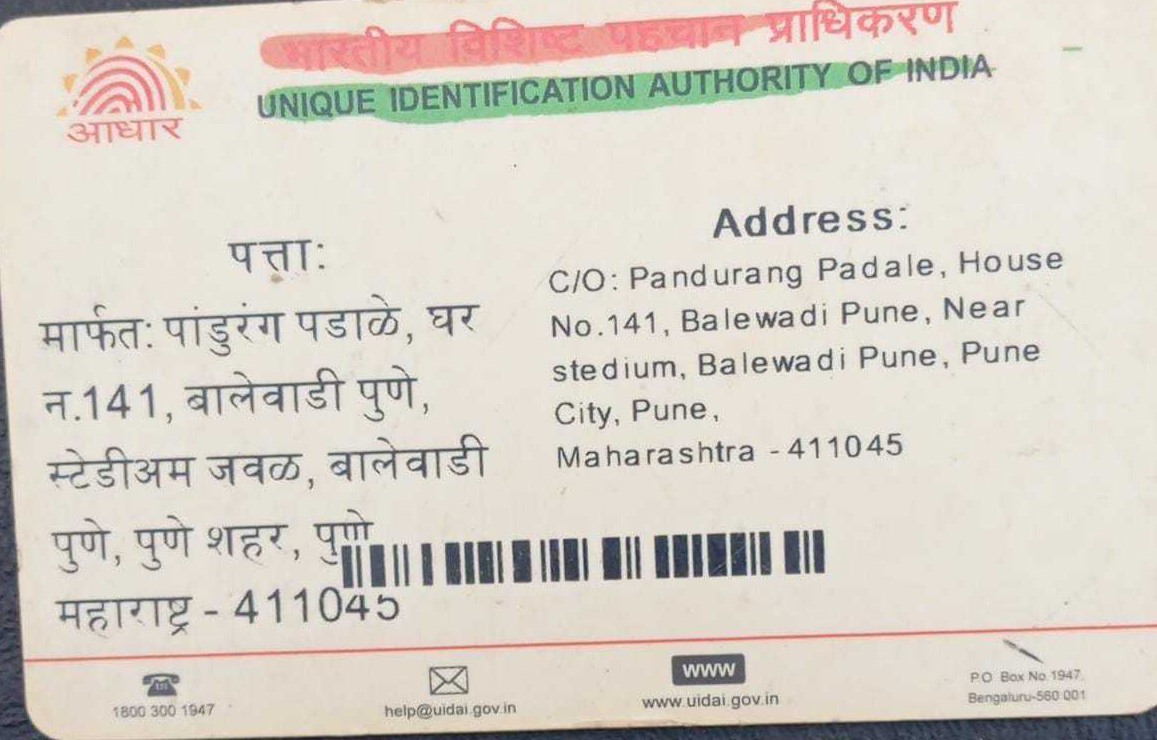 भारतीय विशिष्ट पहचान प्राधिकरण
UNIQUE IDENTIFICATION AUTHORITY OF INDIA
आधार
पत्ता:
मार्फत: पांडुरंग पडाळे, घर
न.141, बालेवाडी पुणे,
स्टेडीअम जवळ, बालेवाडी
पुणे, पुणे शहर, पुणे
महाराष्ट्र - 411045
Address:
C/O: Pandurang Padale, House
No.141, Balewadi Pune, Near
stedium, Balewadi Pune, Pune
City, Pune,
Maharashtra - 411045
1800 300 1947
help@uidai.gov.in
www
www.uidai.gov.in
P.O. Box No.1947,
Bengaluru-560 001